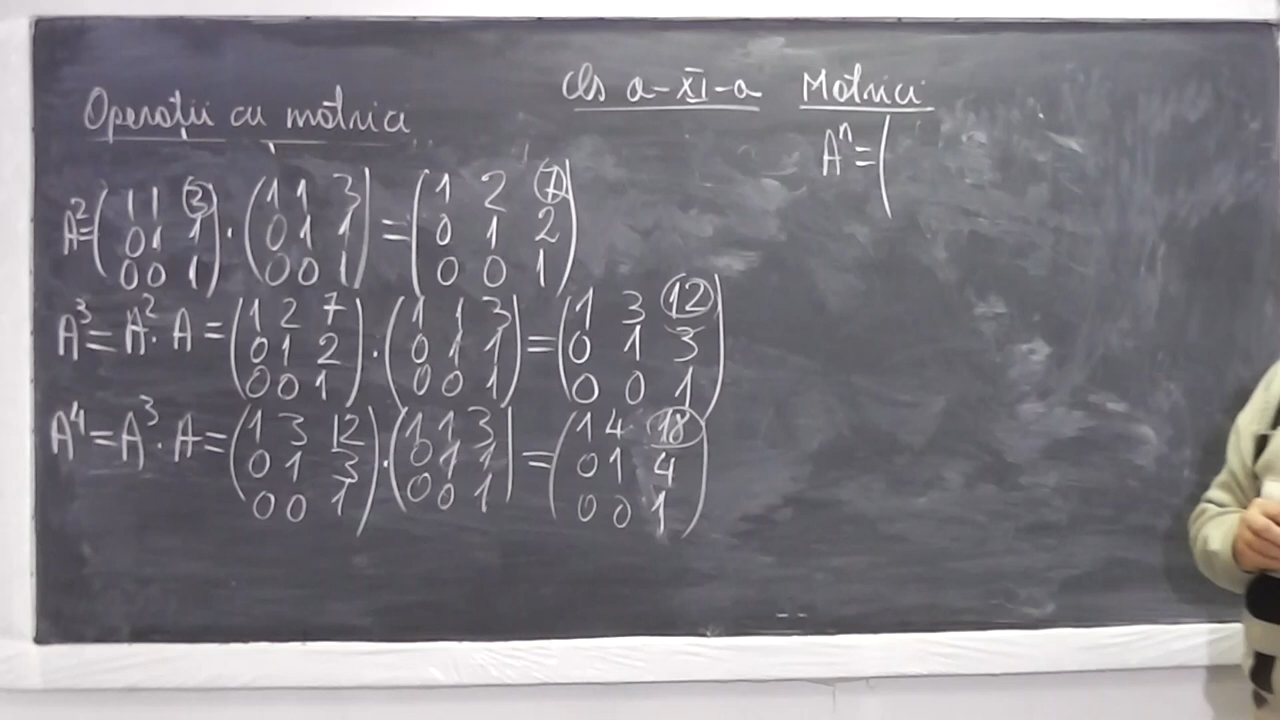 Operații cu matrici
cls a-XI-a Matrici
Aⁿ=(
A²=(1 1 3) · (1 1 3) = (1 2 7)
0 1 1 0 1 1 0 1 2
0 0 1 0 0 1 0 0 1
A³ = A² · A = (1 2 7) · (1 1 3) = (1 3 12)
0 1 2 0 1 1 0 1 3
0 0 1 0 0 1 0 0 1
A⁴ = A³ · A = (1 3 12) · (1 1 3) = (1 4 18)
0 1 3 0 1 1 0 1 4
0 0 1 0 0 1 0 0 1